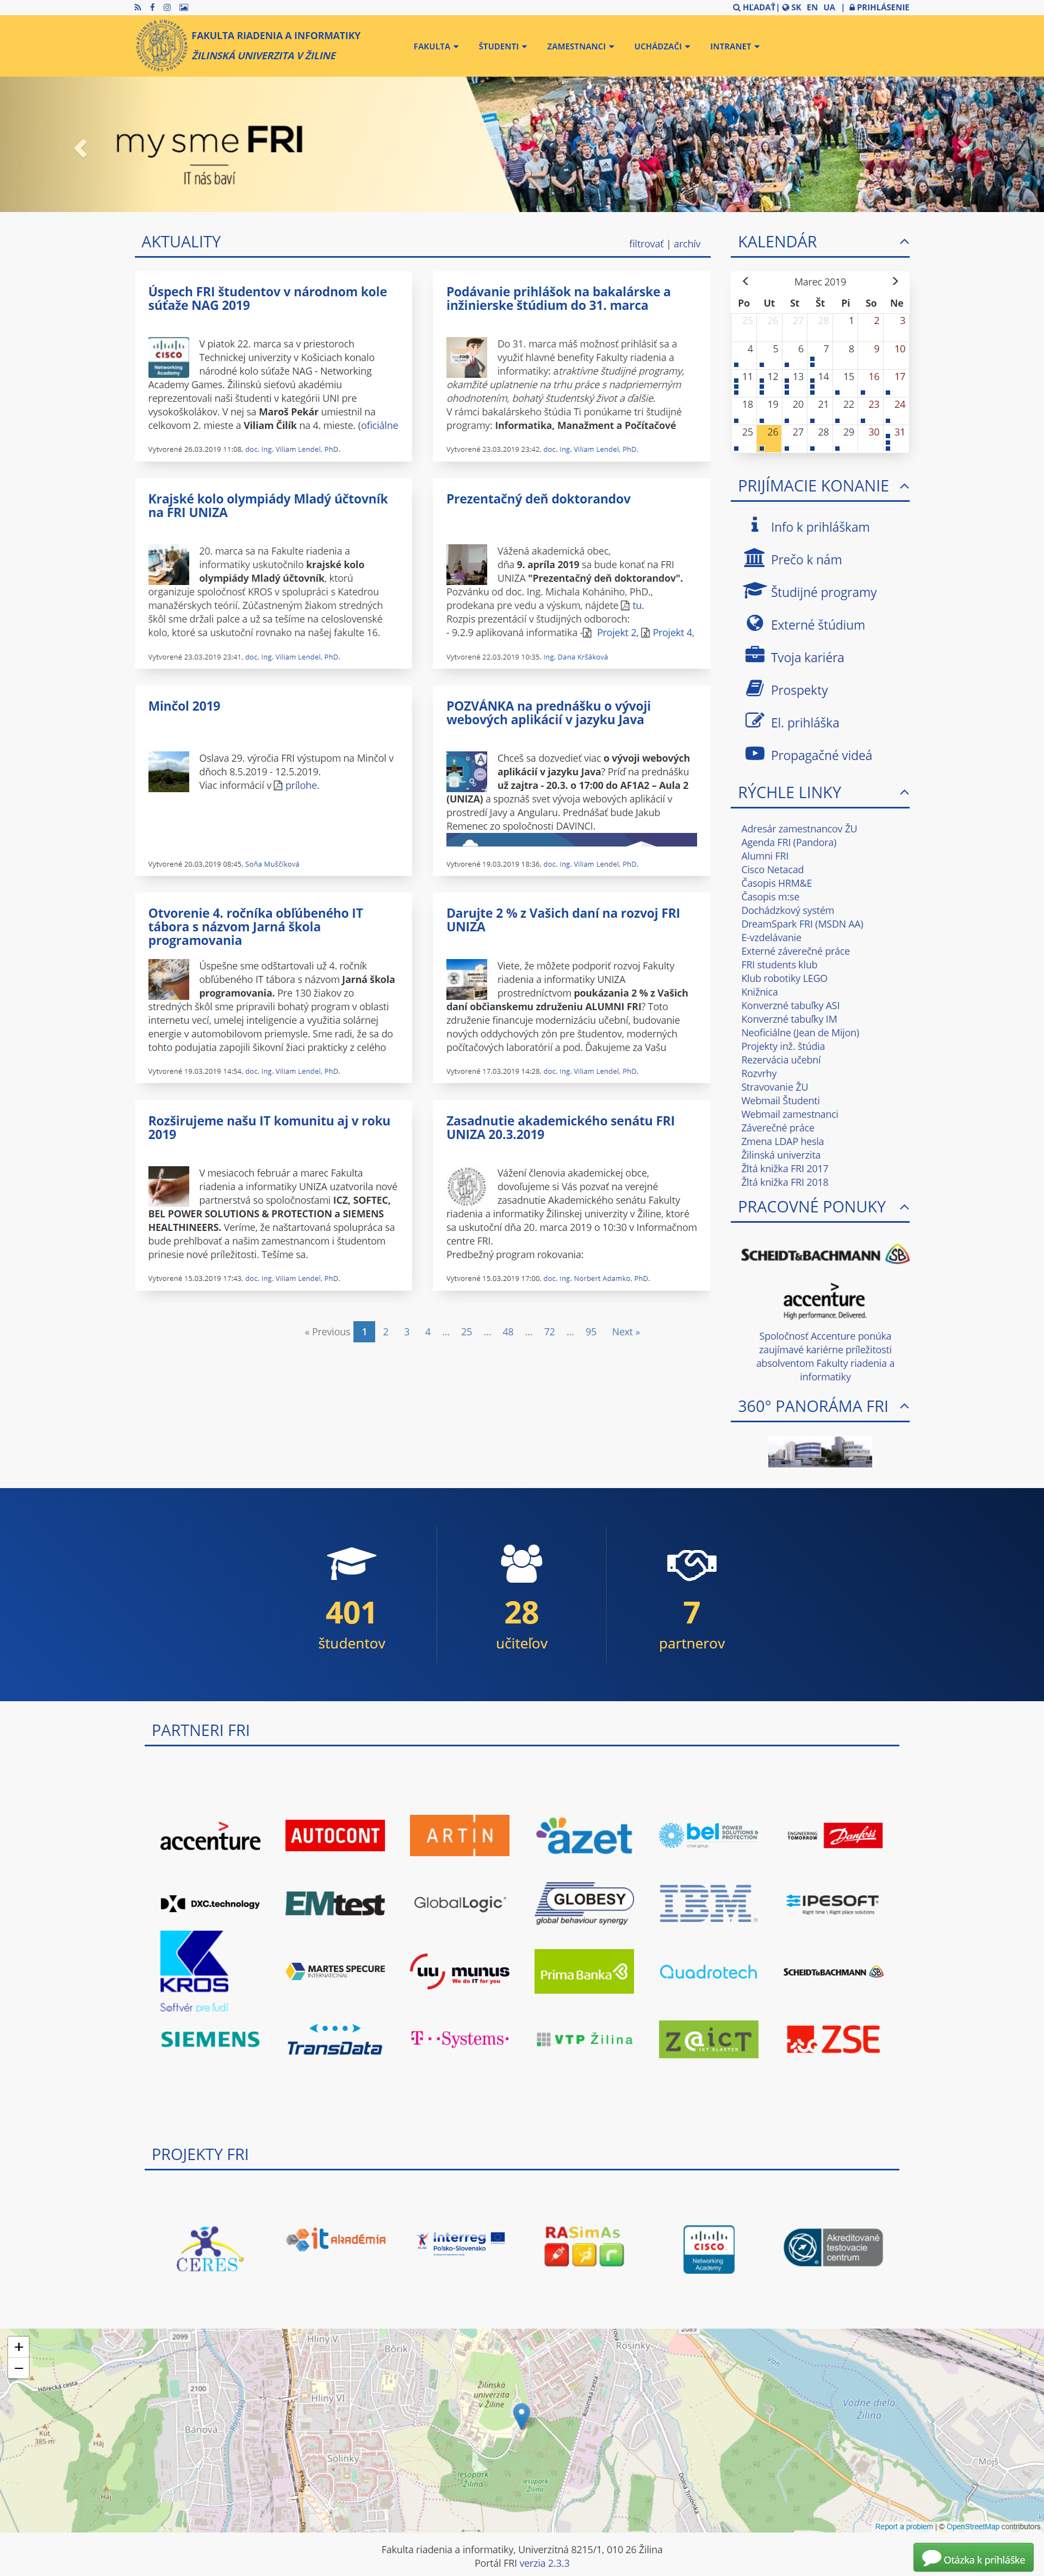 HĽADAŤ | SK EN UA | PRIHLÁSENIE
FAKULTA RIADENIA A INFORMATIKY
ŽILINSKÁ UNIVERZITA V ŽILINE
FAKULTA ŠTUDENTI ZAMESTNANCI UCHÁDZAČI INTRANET
my sme FRI
IT nás baví
AKTUALITY
filtrovať | archív
Úspech FRI študentov v národnom kole
súťaže NAG 2019
V piatok 22. marca sa v priestoroch
Technickej univerzity v Košiciach konalo
národné kolo súťaže NAG - Networking
Academy Games. Žilinskú sieťovú akadémiu
reprezentovali naši študenti v kategórii UNI pre
vysokoškolákov. V nej sa Maroš Pekár umiestnil na
celkovom 2. mieste a Viliam Čilík na 4. mieste. (oficiálne
Vytvorené 26.03.2019 11:08, doc. Ing. Viliam Lendel, PhD.
Podávanie prihlášok na bakalárske a
inžinierske štúdium do 31. marca
Do 31. marca máš možnosť prihlásiť sa a
využiť hlavné benefity Fakulty riadenia a
informatiky: atraktívne študijné programy,
okamžité uplatnenie na trhu práce s nadpriemerným
ohodnotením, bohatý študentský život a ďalšie.
V rámci bakalárskeho štúdia Ti ponúkame tri študijné
programy: Informatika, Manažment a Počítačové
Vytvorené 23.03.2019 23:42, doc. Ing. Viliam Lendel, PhD.
Krajské kolo olympiády Mladý účtovník
na FRI UNIZA
20. marca sa na Fakulte riadenia a
informatiky uskutočnilo krajské kolo
olympiády Mladý účtovník, ktorú
organizuje spoločnosť KROS v spolupráci s Katedrou
manažérskych teórií. Zúčastneným žiakom stredných
škôl sme držali palce a už sa tešíme na celoslovenské
kolo, ktoré sa uskutoční rovnako na našej fakulte 16.
Vytvorené 23.03.2019 23:41, doc. Ing. Viliam Lendel, PhD.
Prezentačný deň doktorandov
Vážená akademická obec,
dňa 9. apríla 2019 sa bude konať na FRI
UNIZA "Prezentačný deň doktorandov".
Pozvánku od doc. Ing. Michala Kohániho, PhD.,
prodekana pre vedu a výskum, nájdete tu.
Rozpis prezentácií v študijných odboroch:
- 9.2.9 aplikovaná informatika - Projekt 2, Projekt 4,
Vytvorené 22.03.2019 10:35, Ing. Dana Kršáková
Minčol 2019
Oslava 29. výročia FRI výstupom na Minčol v
dňoch 8.5.2019 - 12.5.2019.
Viac informácií v prílohe.
Vytvorené 20.03.2019 08:45, Soňa Muščíková
POZVÁNKA na prednášku o vývoji
webových aplikácií v jazyku Java
Chceš sa dozvedieť viac o vývoji webových
aplikácií v jazyku Java? Príď na prednášku
už zajtra - 20.3. o 17:00 do AF1A2 – Aula 2
(UNIZA) a spoznáš svet vývoja webových aplikácií v
prostredí Javy a Angularu. Prednášať bude Jakub
Remenec zo spoločnosti DAVINCI.
Vytvorené 19.03.2019 18:36, doc. Ing. Viliam Lendel, PhD.
Otvorenie 4. ročníka obľúbeného IT
tábora s názvom Jarná škola
programovania
Úspešne sme odštartovali už 4. ročník
obľúbeného IT tábora s názvom Jarná škola
programovania. Pre 130 žiakov zo
stredných škôl sme pripravili bohatý program v oblasti
internetu vecí, umelej inteligencie a využitia solárnej
energie v automobilovom priemysle. Sme radi, že sa do
tohto podujatia zapojili šikovní žiaci prakticky z celého
Vytvorené 19.03.2019 14:54, doc. Ing. Viliam Lendel, PhD.
Darujte 2 % z Vašich daní na rozvoj FRI
UNIZA
Viete, že môžete podporiť rozvoj Fakulty
riadenia a informatiky UNIZA
prostredníctvom poukázania 2 % z Vašich
daní občianskemu združeniu ALUMNI FRI? Toto
združenie financuje modernizáciu učební, budovanie
nových oddychových zón pre študentov, moderných
počítačových laboratórií a pod. Ďakujeme za Vašu
Vytvorené 17.03.2019 14:28, doc. Ing. Viliam Lendel, PhD.
Rozširujeme našu IT komunitu aj v roku
2019
V mesiacoch február a marec Fakulta
riadenia a informatiky UNIZA uzatvorila nové
partnerstvá so spoločnosťami ICZ, SOFTEC,
BEL POWER SOLUTIONS & PROTECTION a SIEMENS
HEALTHINEERS. Veríme, že naštartovaná spolupráca sa
bude prehlbovať a našim zamestnancom i študentom
prinesie nové príležitosti. Tešíme sa.
Vytvorené 15.03.2019 17:43, doc. Ing. Viliam Lendel, PhD.
Zasadnutie akademického senátu FRI
UNIZA 20.3.2019
Vážení členovia akademickej obce,
dovoľujeme si Vás pozvať na verejné
zasadnutie Akademického senátu Fakulty
riadenia a informatiky Žilinskej univerzity v Žiline, ktoré
sa uskutoční dňa 20. marca 2019 o 10:30 v Informačnom
centre FRI.
Predbežný program rokovania:
Vytvorené 15.03.2019 17:00, doc. Ing. Norbert Adamko, PhD.
« Previous 1 2 3 4 ... 25 ... 48 ... 72 ... 95 Next »
KALENDÁR
Marec 2019
Po Ut St Št Pi So Ne
25 26 27 28 1 2 3
4 5 6 7 8 9 10
11 12 13 14 15 16 17
18 19 20 21 22 23 24
25 26 27 28 29 30 31
PRIJÍMACIE KONANIE
Info k prihláškam
Prečo k nám
Študijné programy
Externé štúdium
Tvoja kariéra
Prospekty
El. prihláška
Propagačné videá
RÝCHLE LINKY
Adresár zamestnancov ŽU
Agenda FRI (Pandora)
Alumni FRI
Cisco Netacad
Časopis HRM&E
Časopis m:se
Dochádzkový systém
DreamSpark FRI (MSDN AA)
E-vzdelávanie
Externé záverečné práce
FRI students klub
Klub robotiky LEGO
Knižnica
Konverzné tabuľky ASI
Konverzné tabuľky IM
Neoficiálne (Jean de Mijon)
Projekty inž. štúdia
Rezervácia učební
Rozvrhy
Stravovanie ŽU
Webmail Študenti
Webmail zamestnanci
Záverečné práce
Zmena LDAP hesla
Žilinská univerzita
Žltá knižka FRI 2017
Žltá knižka FRI 2018
PRACOVNÉ PONUKY
SCHEIDT&BACHMANN SB
accenture
High performance. Delivered.
Spoločnosť Accenture ponúka
zaujímavé kariérne príležitosti
absolventom Fakulty riadenia a
informatiky
360° PANORÁMA FRI
401 28 7
študentov učiteľov partnerov
PARTNERI FRI
accenture AUTOCONT ARTIN azet bel POWER SOLUTIONS & PROTECTION ENGINEERING TOMORROW Danfoss
DXC.technology EMtest GlobalLogic GLOBESY global behaviour synergy IBM IPESOFT Right time \ Right place solutions
KROS Softvér pre ľudí MARTES SPECURE INTERNATIONAL uu munus We do IT for you Prima Banka Quadrotech SCHEIDT&BACHMANN
SIEMENS TransData T··Systems· VTP Žilina Z@ICT ZSE
PROJEKTY FRI
CERES it akadémia Interreg Poľsko-Slovensko RASimAs CISCO Networking Academy Akreditované testovacie centrum
+
−
2099
Hliny V
Bôrik
Rosinky
2089
Hôrecká cesta
2100
Hliny VI
Žilinská
univerzita
v Žiline
Váh
Vodné dielo
Žilina
Kút
385 m
Háj
Háj
Bánová
Solinky
lesopark
Žilina
lesopark
Žilina
Mojš
Report a problem | © OpenStreetMap contributors
Fakulta riadenia a informatiky, Univerzitná 8215/1, 010 26 Žilina
Portál FRI verzia 2.3.3
Otázka k prihláške